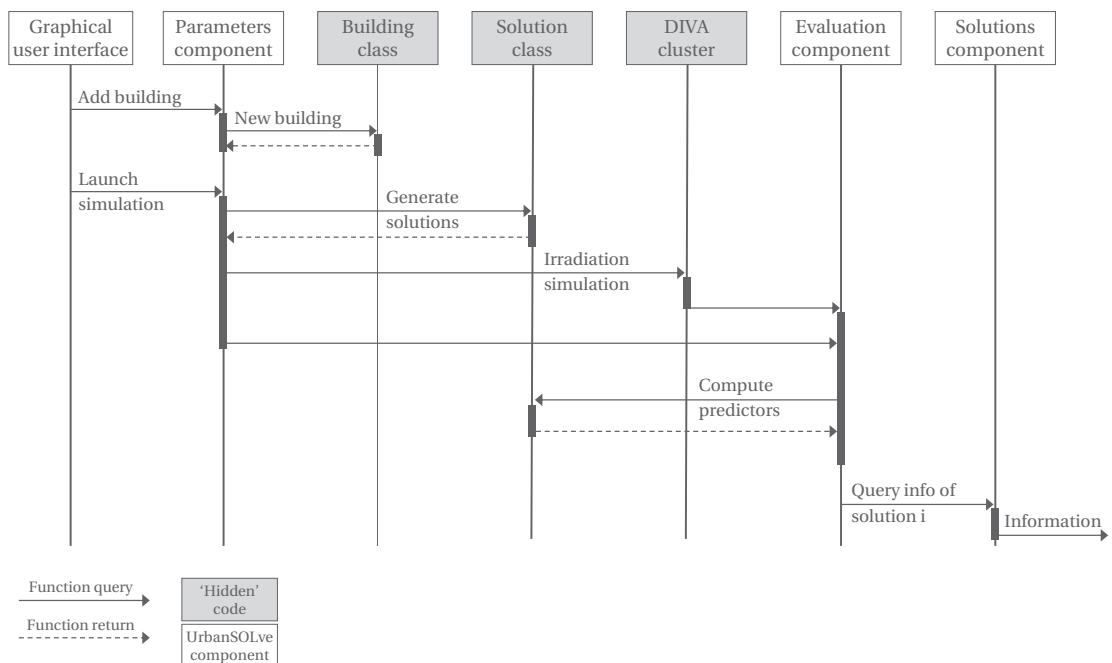 Graphical
user interface
Parameters
component
Building
class
Solution
class
DIVA
cluster
Evaluation
component
Solutions
component
Add building
New building
Launch
simulation
Generate
solutions
Irradiation
simulation
Compute
predictors
Query info of
solution i
Information
Function query
Function return
‘Hidden’
code
UrbanSOLve
component